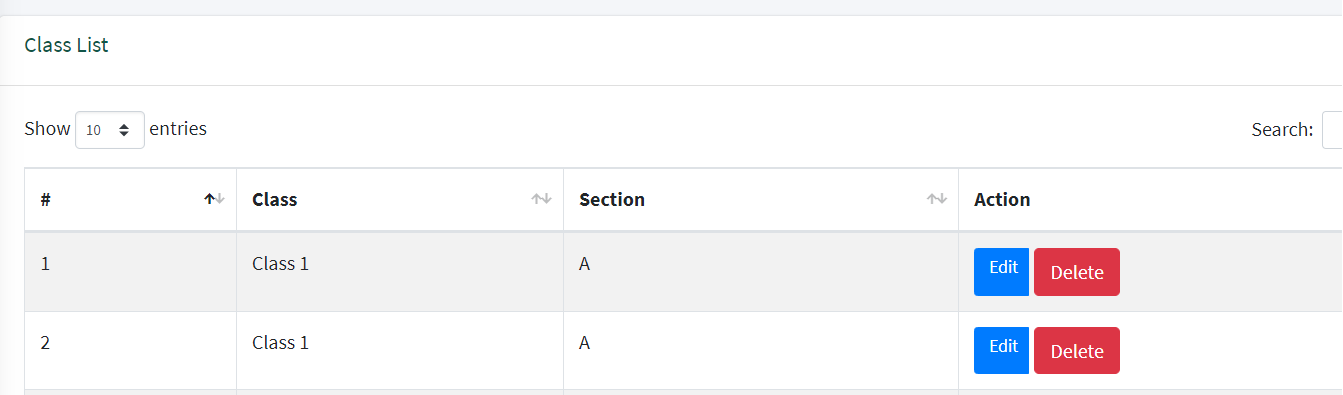 Class List
Show 10 entries
Search:
# Class Section Action
1 Class 1 A Edit Delete
2 Class 1 A Edit Delete